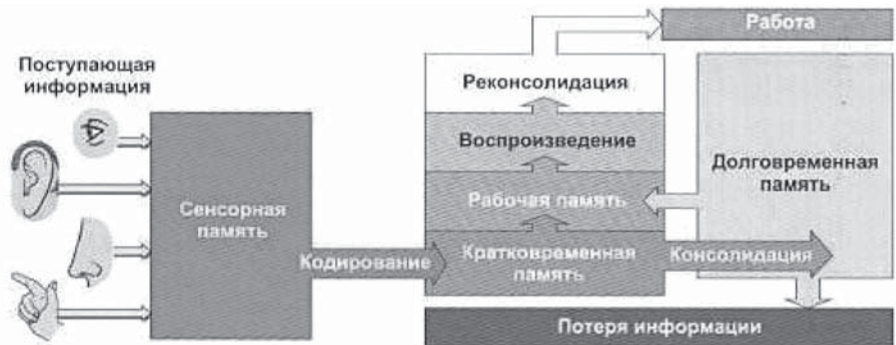 Поступающая
информация
Сенсорная
память
Кодирование
Работа
Реконсолидация
Воспроизведение
Рабочая память
Кратковременная
память
Консолидация
Долговременная
память
Потеря информации